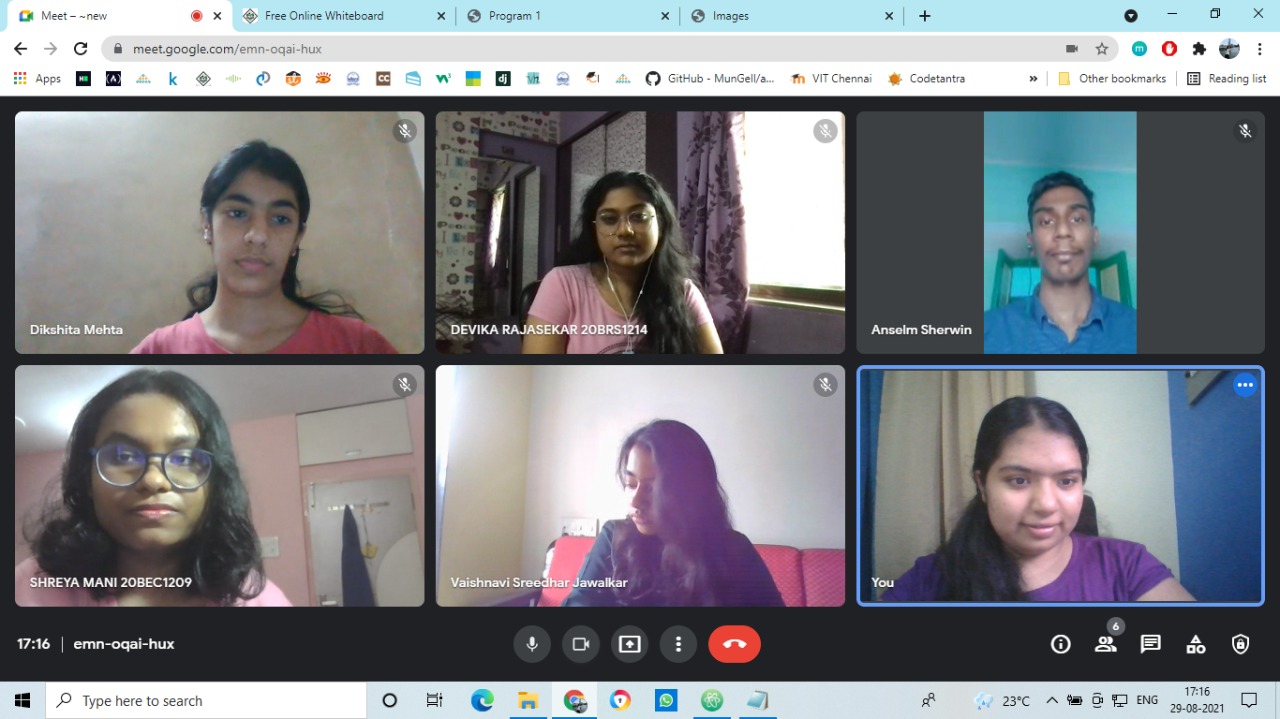 Meet – ~new
Free Online Whiteboard
Program 1
Images
meet.google.com/emn-oqai-hux
Apps
GitHub - MunGell/a...
VIT Chennai
Codetantra
»
Other bookmarks
Reading list
Dikshita Mehta
DEVIKA RAJASEKAR 20BRS1214
Anselm Sherwin
SHREYA MANI 20BEC1209
Vaishnavi Sreedhar Jawalkar
You
17:16 | emn-oqai-hux
6
Type here to search
23°C
ENG
17:16
29-08-2021